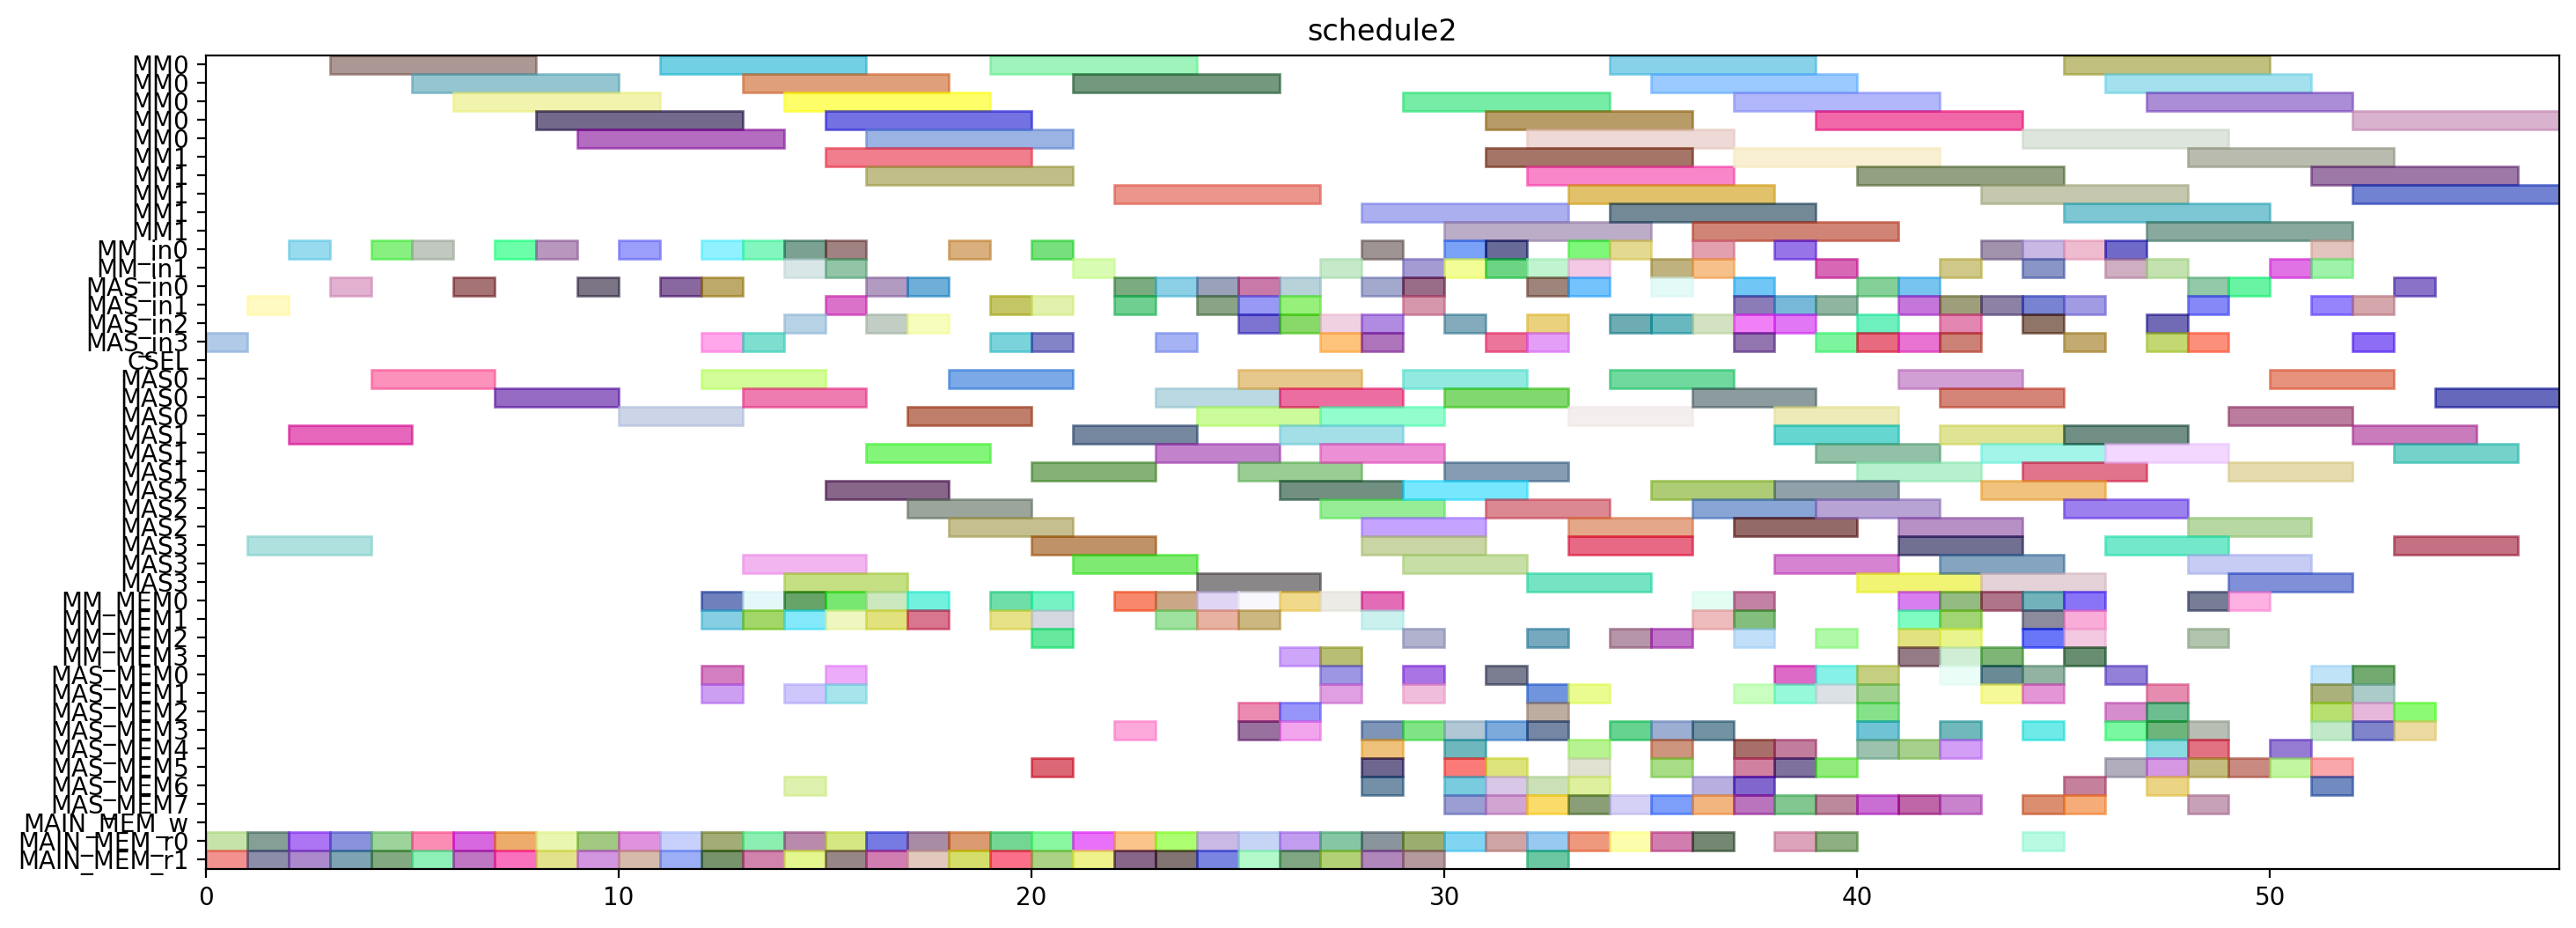 schedule2
MM0
MM0
MM0
MM0
MM0
MM1
MM1
MM1
MM1
MM1
MM_in0
MM_in1
MAS_in0
MAS_in1
MAS_in2
MAS_in3
CSEL
MAS0
MAS0
MAS0
MAS1
MAS1
MAS1
MAS2
MAS2
MAS2
MAS3
MAS3
MAS3
MM_MEM0
MM_MEM1
MM_MEM2
MM_MEM3
MAS_MEM0
MAS_MEM1
MAS_MEM2
MAS_MEM3
MAS_MEM4
MAS_MEM5
MAS_MEM6
MAS_MEM7
MAIN_MEM_w
MAIN_MEM_r0
MAIN_MEM_r1
0 10 20 30 40 50